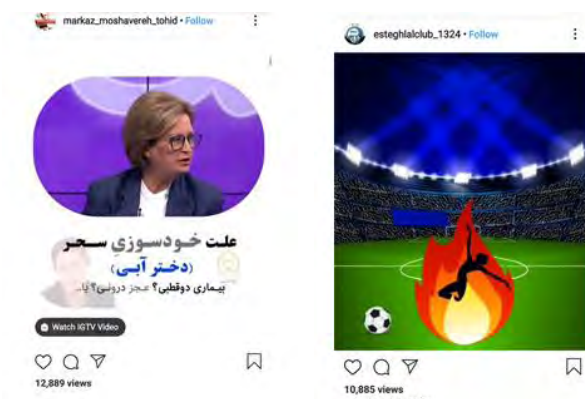 markaz_moshavereh_tohid • Follow
علت خودسوزیِ سحر
(دختر آبی)
بیماری دوقطبی؟ عجز درونی؟ یا...
Watch IGTV Video
12,889 views
esteghlalclub_1324 • Follow
10,885 views